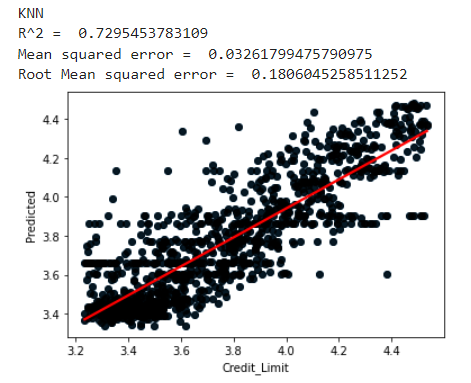 KNN
R^2 =  0.7295453783109
Mean squared error =  0.03261799475790975
Root Mean squared error =  0.1806045258511252
4.4
4.2
4.0
3.8
3.6
3.4
Predicted
3.2 3.4 3.6 3.8 4.0 4.2 4.4
Credit_Limit